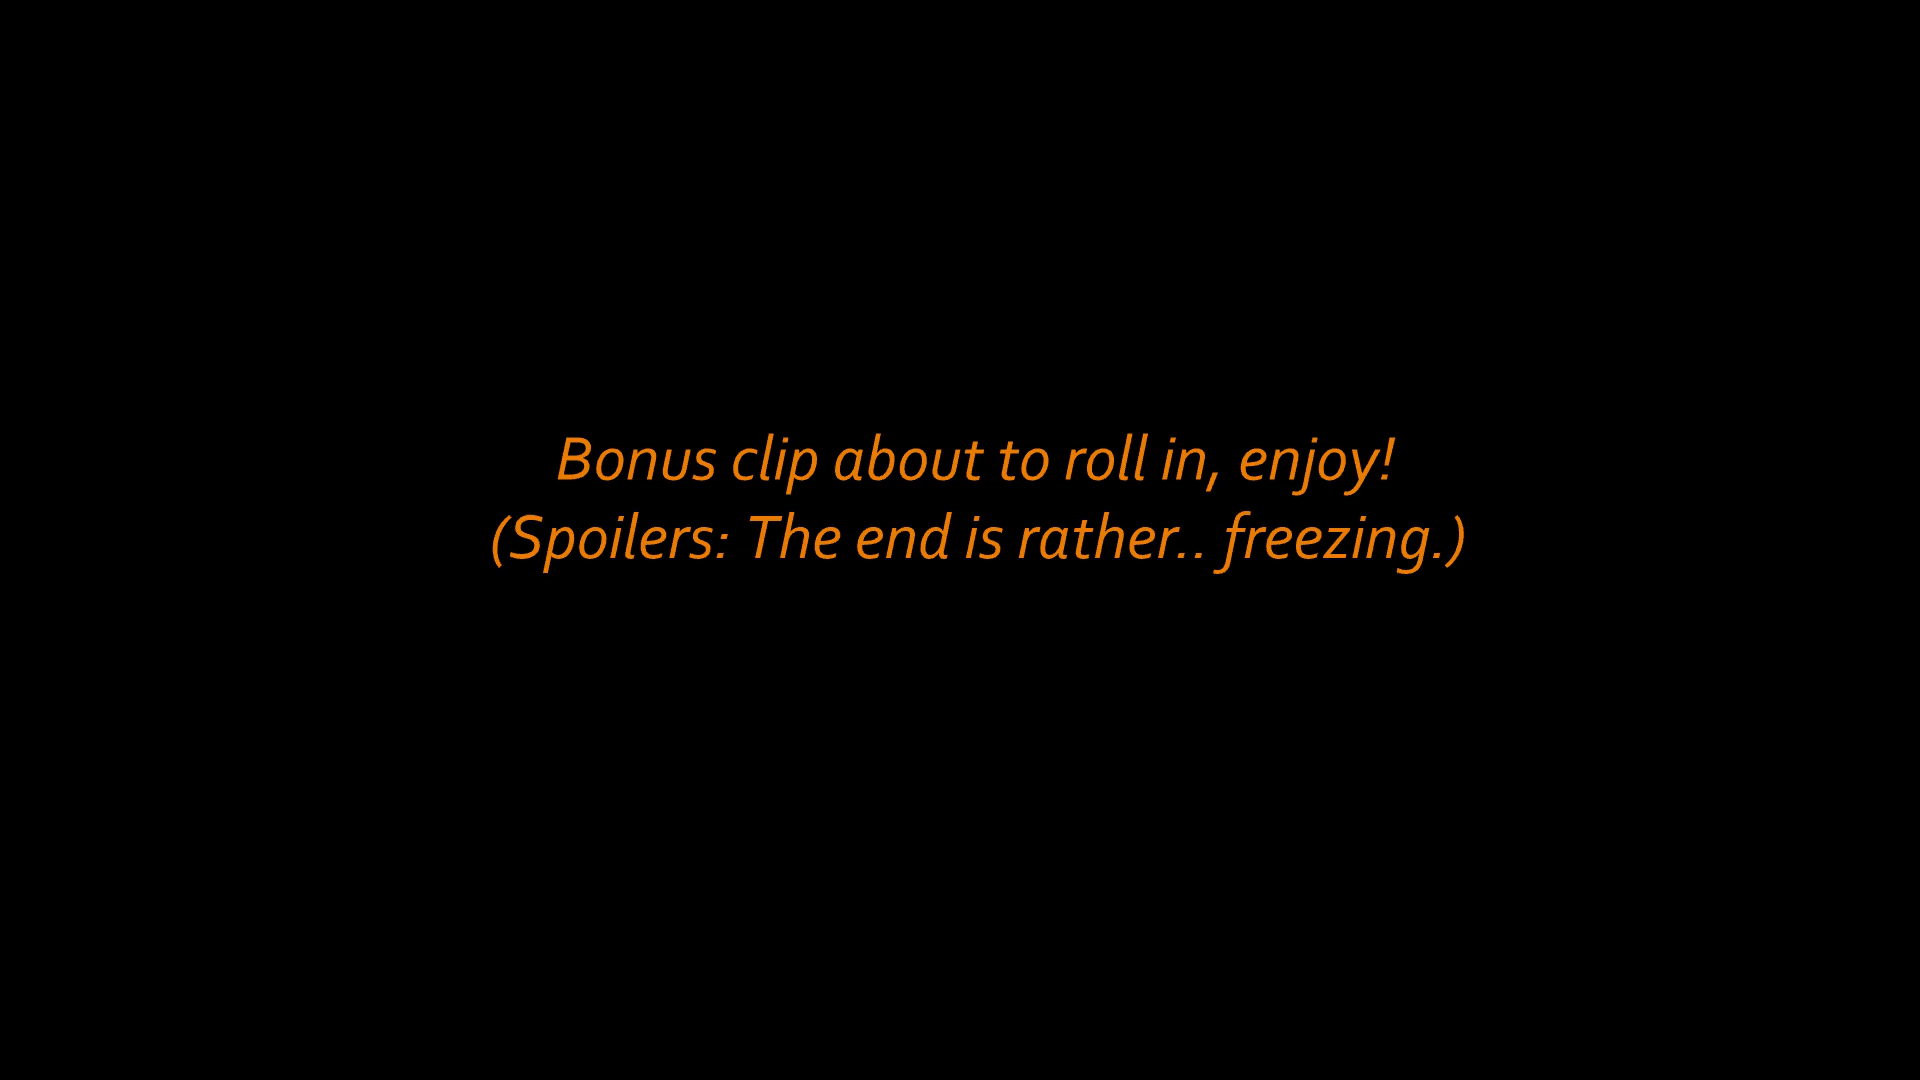 Bonus clip about to roll in, enjoy!
(Spoilers: The end is rather.. freezing.)